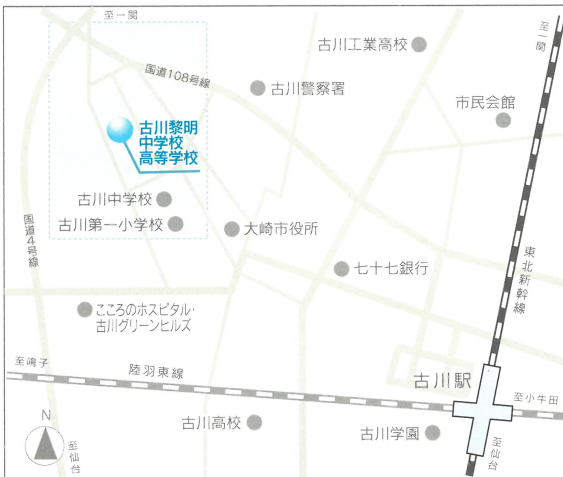 至一関
至一関
古川工業高校
国道108号線
古川警察署
市民会館
古川黎明
中学校
高等学校
古川中学校
古川第一小学校
国道4号線
大崎市役所
東北新幹線
七十七銀行
こころのホスピタル・
古川グリーンヒルズ
至鳴子
陸羽東線
古川駅
至小牛田
N
至仙台
古川高校
古川学園
至仙台